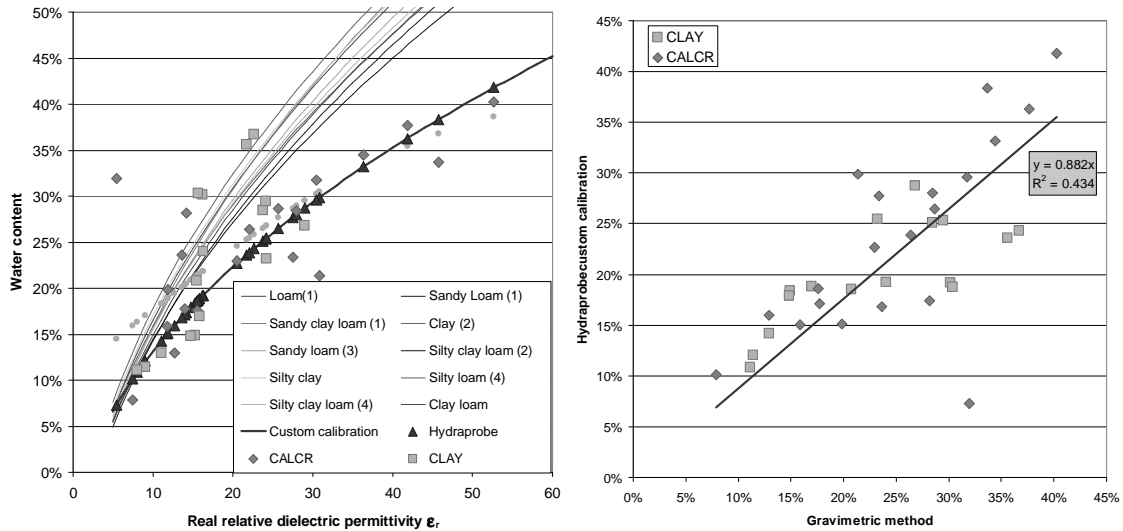 50%
45%
40%
35%
30%
25%
20%
15%
10%
5%
0%
Water content
Loam(1) Sandy Loam (1)
Sandy clay loam (1) Clay (2)
Sandy loam (3) Silty clay loam (2)
Silty clay Silty loam (4)
Silty clay loam (4) Clay loam
Custom calibration Hydraprobe
CALCR CLAY
0 10 20 30 40 50 60
Real relative dielectric permittivity εr
45%
40%
35%
30%
25%
20%
15%
10%
5%
0%
Hydraprobecustom calibration
CLAY
CALCR
y = 0.882x
R² = 0.434
0% 5% 10% 15% 20% 25% 30% 35% 40% 45%
Gravimetric method